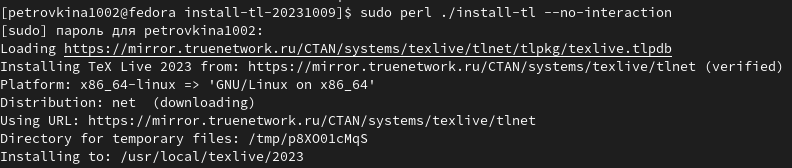 [petrovkina1002@fedora install-tl-20231009]$ sudo perl ./install-tl --no-interaction
[sudo] пароль для petrovkina1002:
Loading https://mirror.truenetwork.ru/CTAN/systems/texlive/tlnet/tlpkg/texlive.tlpdb
Installing TeX Live 2023 from: https://mirror.truenetwork.ru/CTAN/systems/texlive/tlnet (verified)
Platform: x86_64-linux => 'GNU/Linux on x86_64'
Distribution: net  (downloading)
Using URL: https://mirror.truenetwork.ru/CTAN/systems/texlive/tlnet
Directory for temporary files: /tmp/p8XO01cMqS
Installing to: /usr/local/texlive/2023